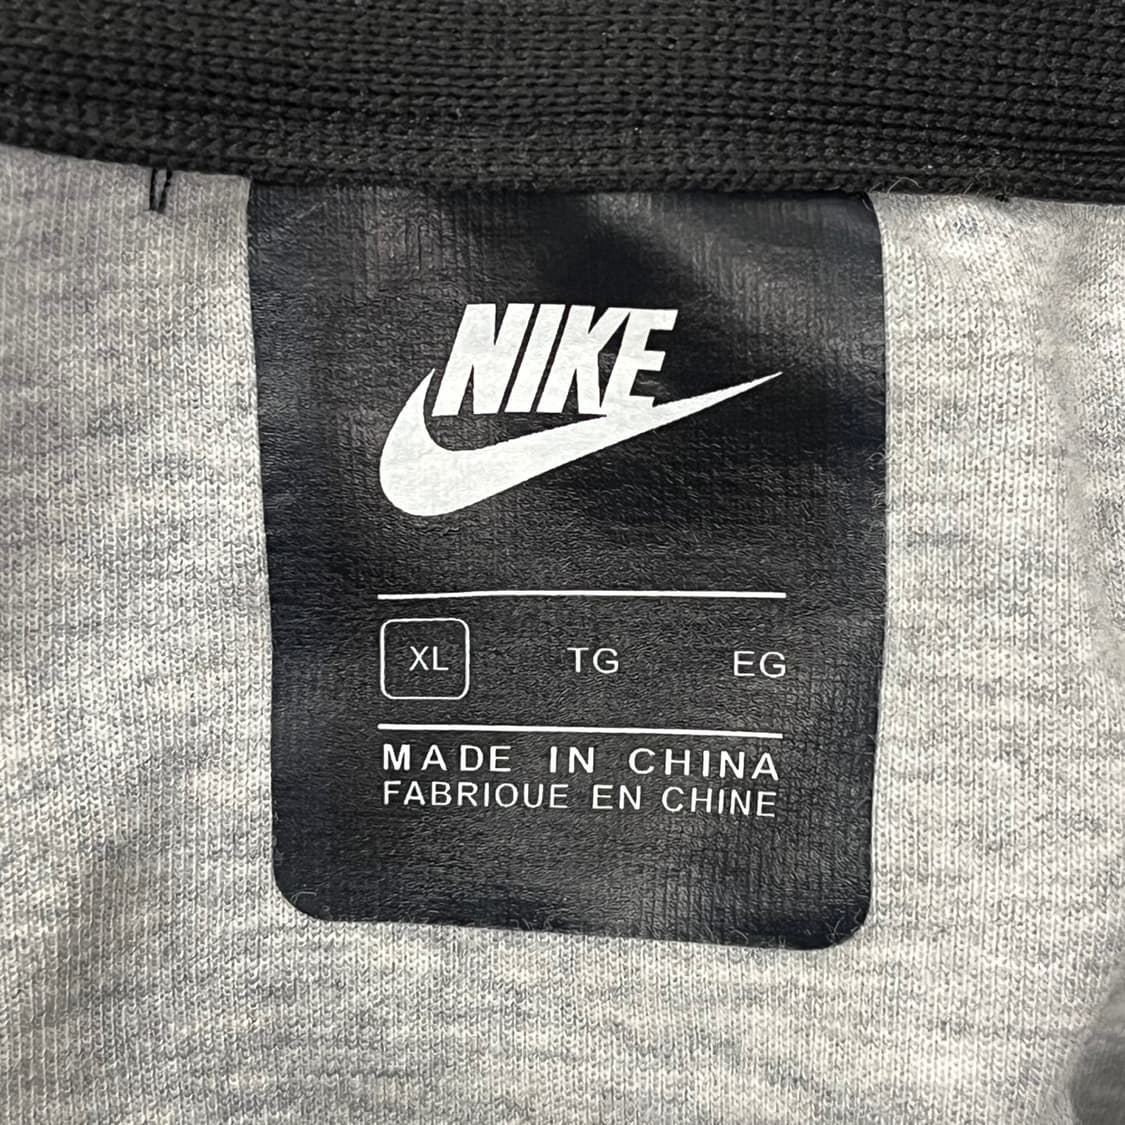 NIKE
XL TG EG
MADE IN CHINA
FABRIOUE EN CHINE